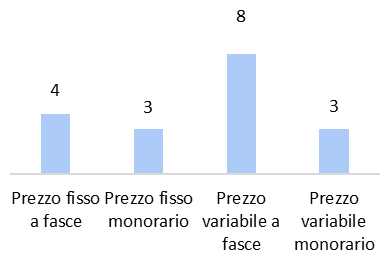 8
4
3
3
Prezzo fisso a fasce
Prezzo fisso monorario
Prezzo variabile a fasce
Prezzo variabile monorario